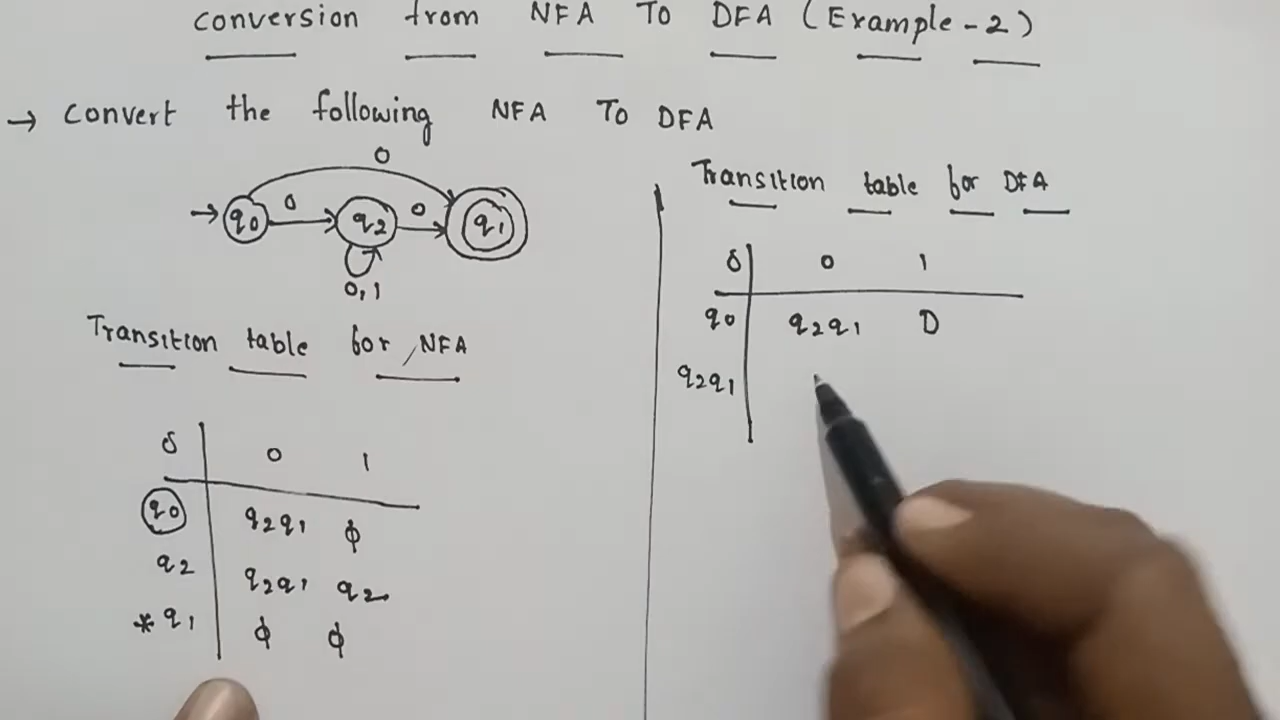 conversion from NFA To DFA (Example - 2)
→ Convert the following NFA To DFA
0
q0 0 q2 0 q1
0,1
Transition table for NFA
δ 0 1
q0 q2q1 ϕ
q2 q2q1 q2
*q1 ϕ ϕ
Transition table for DFA
δ 0 1
q0 q2q1 D
q2q1